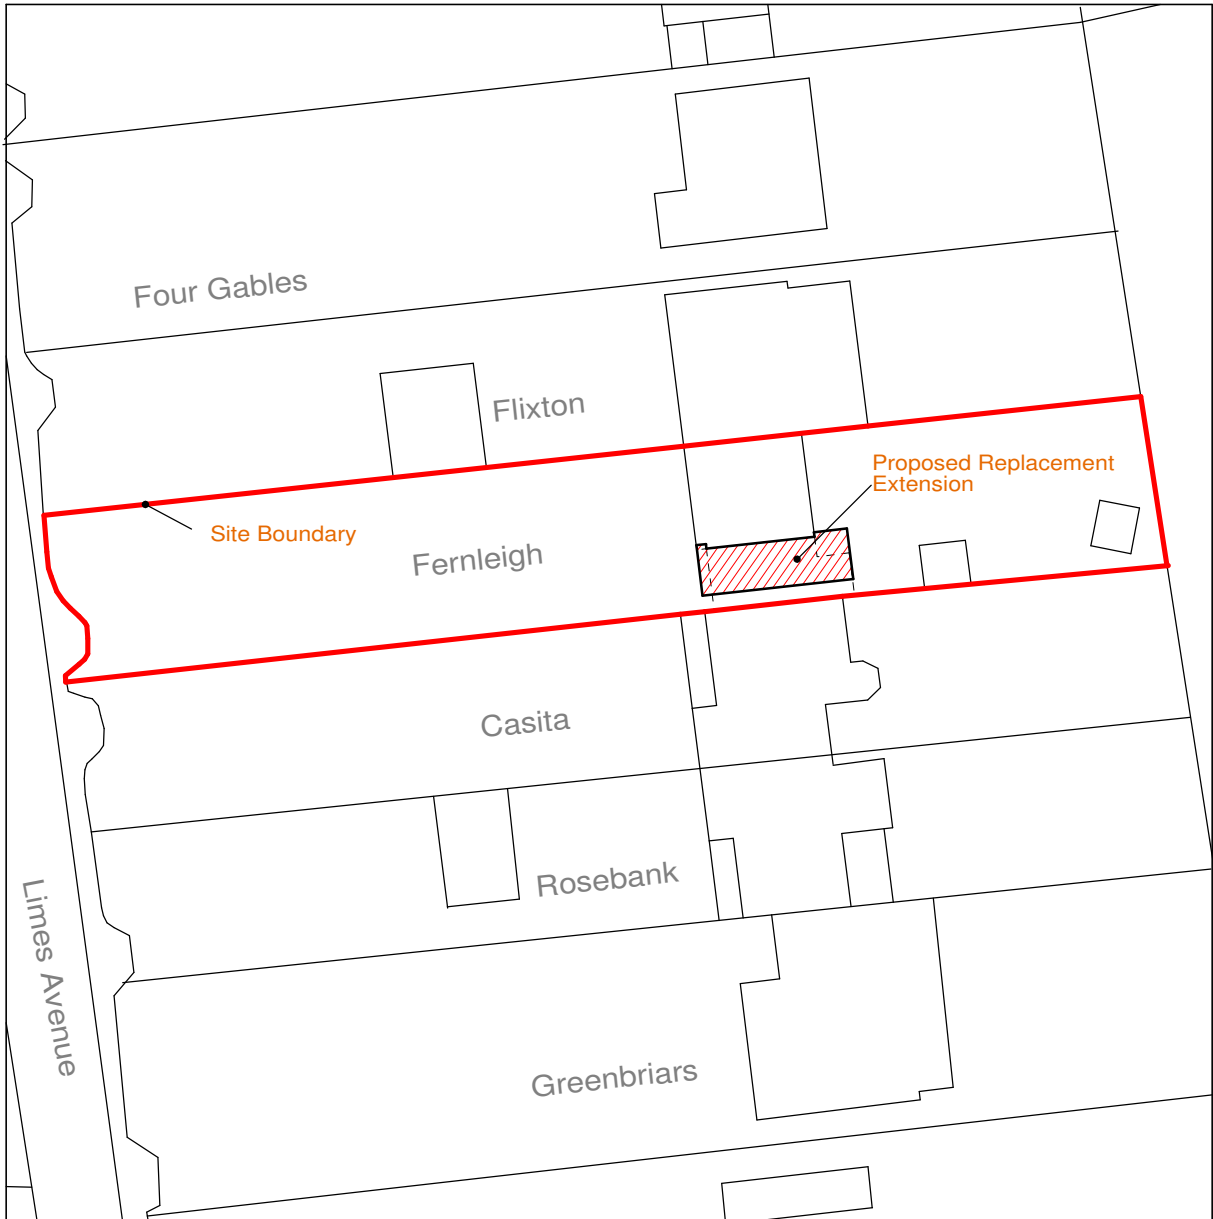 Four Gables
Flixton
Proposed Replacement
Extension
Site Boundary
Fernleigh
Casita
Rosebank
Limes Avenue
Greenbriars